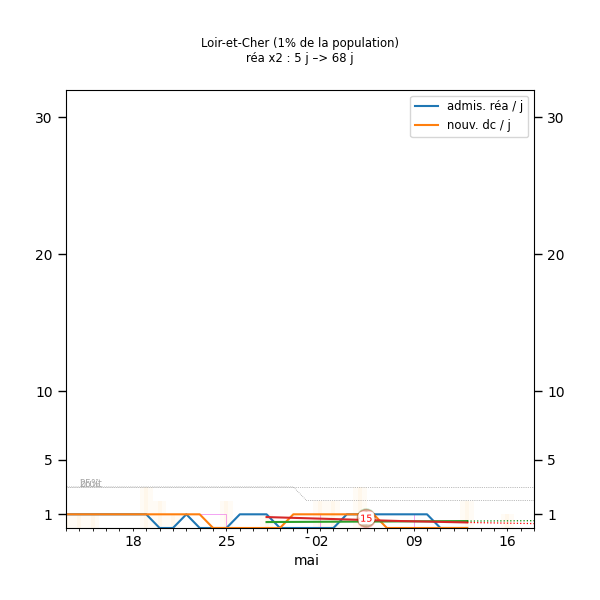 Loir-et-Cher (1% de la population)
réa x2 : 5 j –> 68 j
admis. réa / j
nouv. dc / j
30 30
20 20
10 10
5 5
1 1
15
18 25 02 09 16
mai